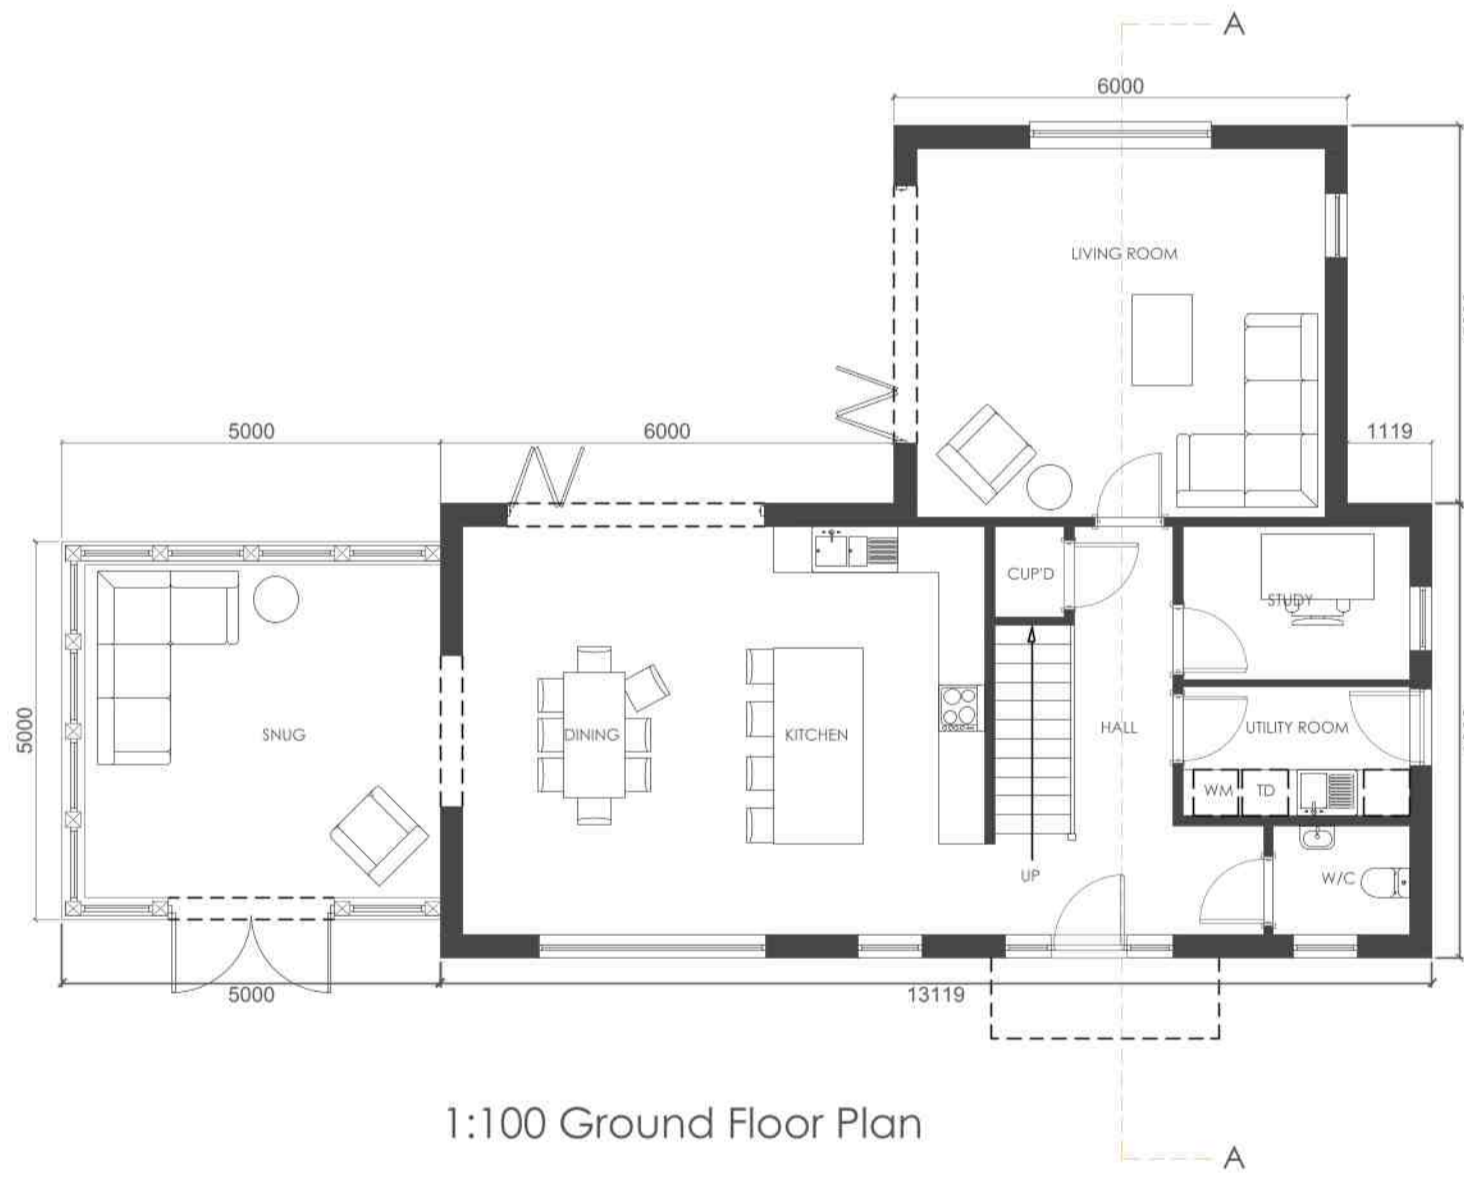 A
6000
LIVING ROOM
5000
6000
1119
CUP'D
STUDY
5000
SNUG
DINING
KITCHEN
HALL
UTILITY ROOM
WM
TD
UP
W/C
5000
13119
1:100 Ground Floor Plan
A